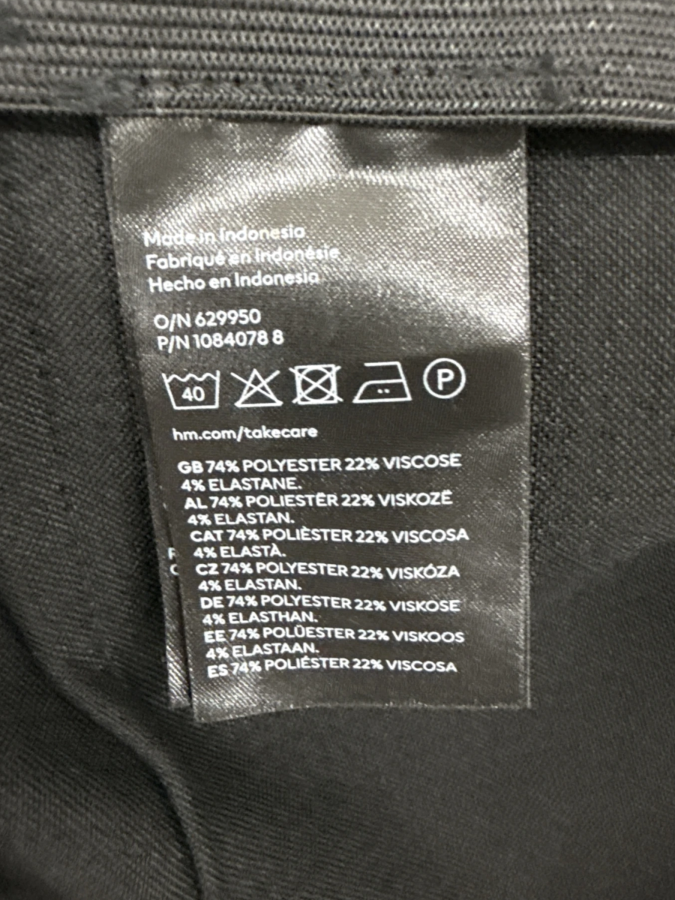 Made in Indonesia
Fabriqué en Indonésie
Hecho en Indonesia
O/N 629950
P/N 1084078 8
40
P
hm.com/takecare
GB 74% POLYESTER 22% VISCOSE
4% ELASTANE.
AL 74% POLIESTËR 22% VISKOZË
4% ELASTAN.
CAT 74% POLIÈSTER 22% VISCOSA
4% ELASTÀ.
CZ 74% POLYESTER 22% VISKÓZA
4% ELASTAN.
DE 74% POLYESTER 22% VISKOSE
4% ELASTHAN.
EE 74% POLÜESTER 22% VISKOOS
4% ELASTAAN.
ES 74% POLIÉSTER 22% VISCOSA